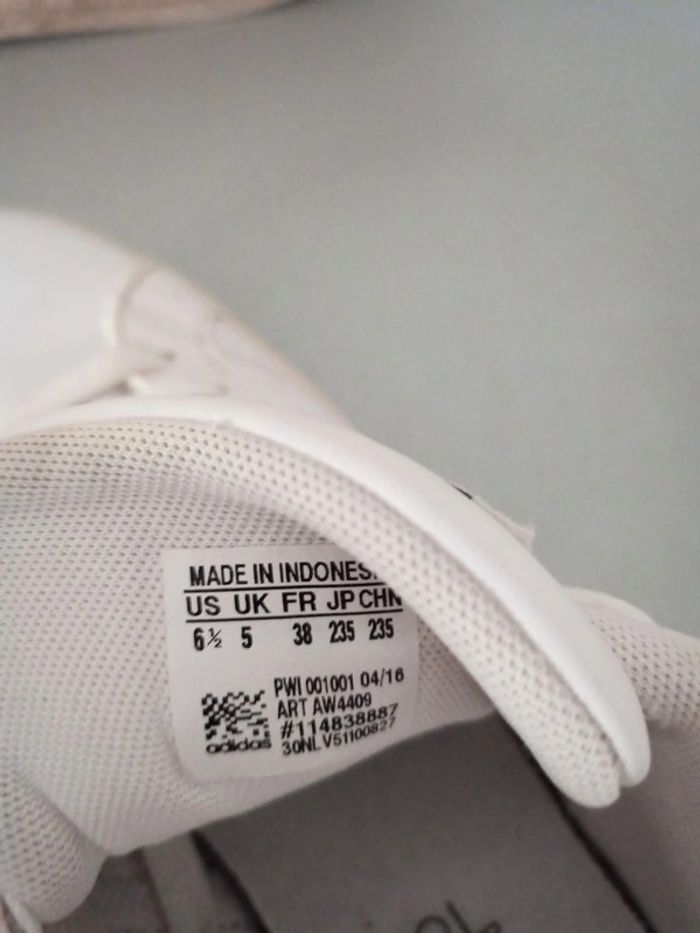 MADE IN INDONES
US UK FR JP CHN
6½ 5 38 235 235
PWI 001001 04/16
ART AW4409
#114838887
30NLV51100827
adidas